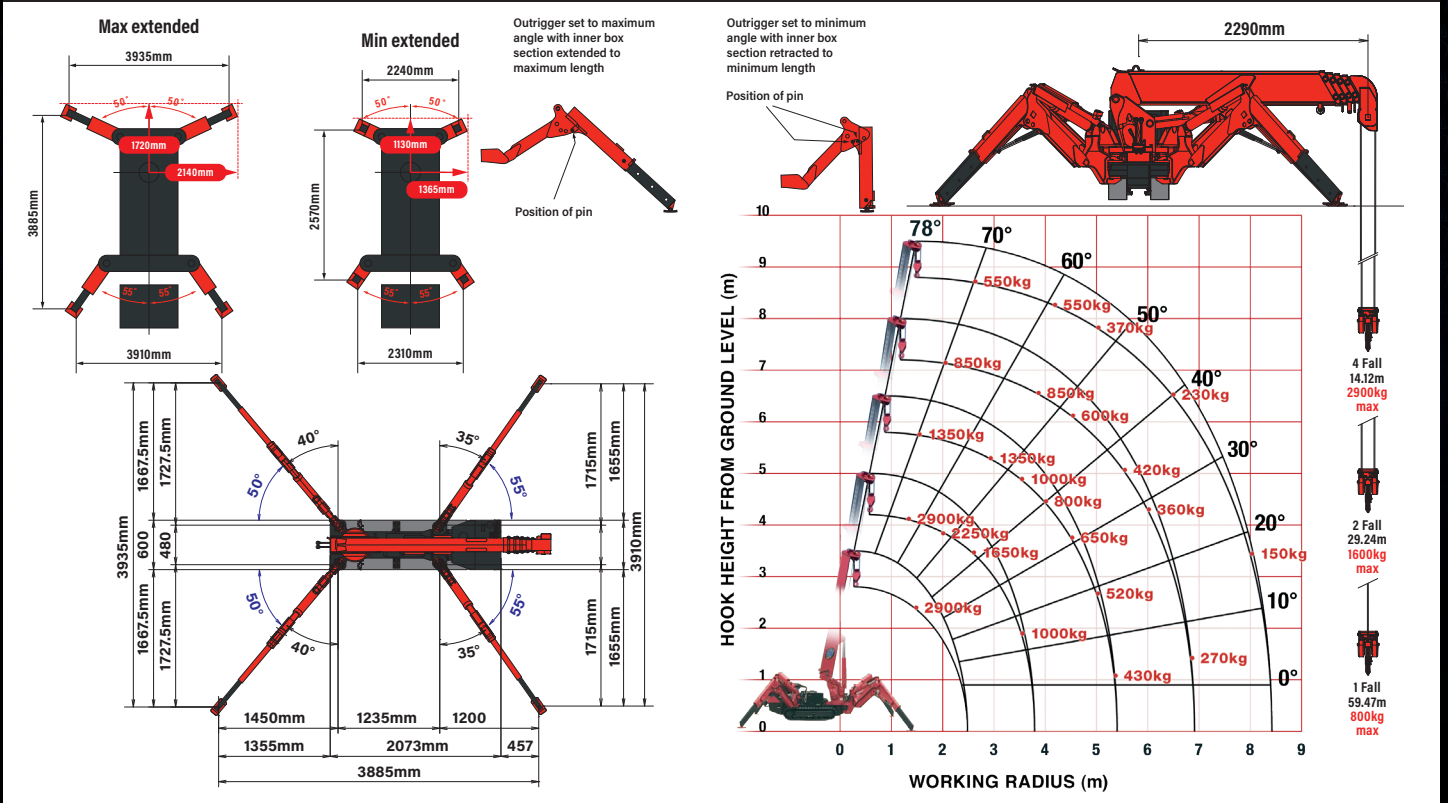 Max extended
3935mm
50°
50°
1720mm
2140mm
3885mm
55°
55°
3910mm
Min extended
2240mm
50°
50°
1130mm
1365mm
2570mm
55°
55°
2310mm
Outrigger set to maximum
angle with inner box
section extended to
maximum length
Position of pin
Outrigger set to minimum
angle with inner box
section retracted to
minimum length
Position of pin
2290mm
3935mm
1667.5mm
1727.5mm
600
480
1667.5mm
1727.5mm
40°
35°
50°
55°
50°
55°
40°
35°
1715mm
1655mm
3910mm
1715mm
1655mm
1450mm
1235mm
1200
1355mm
2073mm
457
3885mm
HOOK HEIGHT FROM GROUND LEVEL (m)
10
9
8
7
6
5
4
3
2
1
0
78°
70°
60°
50°
40°
30°
20°
10°
0°
550kg
550kg
370kg
230kg
150kg
850kg
850kg
600kg
420kg
360kg
270kg
1350kg
1350kg
1000kg
800kg
650kg
520kg
430kg
2900kg
2250kg
1650kg
1000kg
2900kg
0
1
2
3
4
5
6
7
8
9
WORKING RADIUS (m)
4 Fall
14.12m
2900kg
max
2 Fall
29.24m
1600kg
max
1 Fall
59.47m
800kg
max